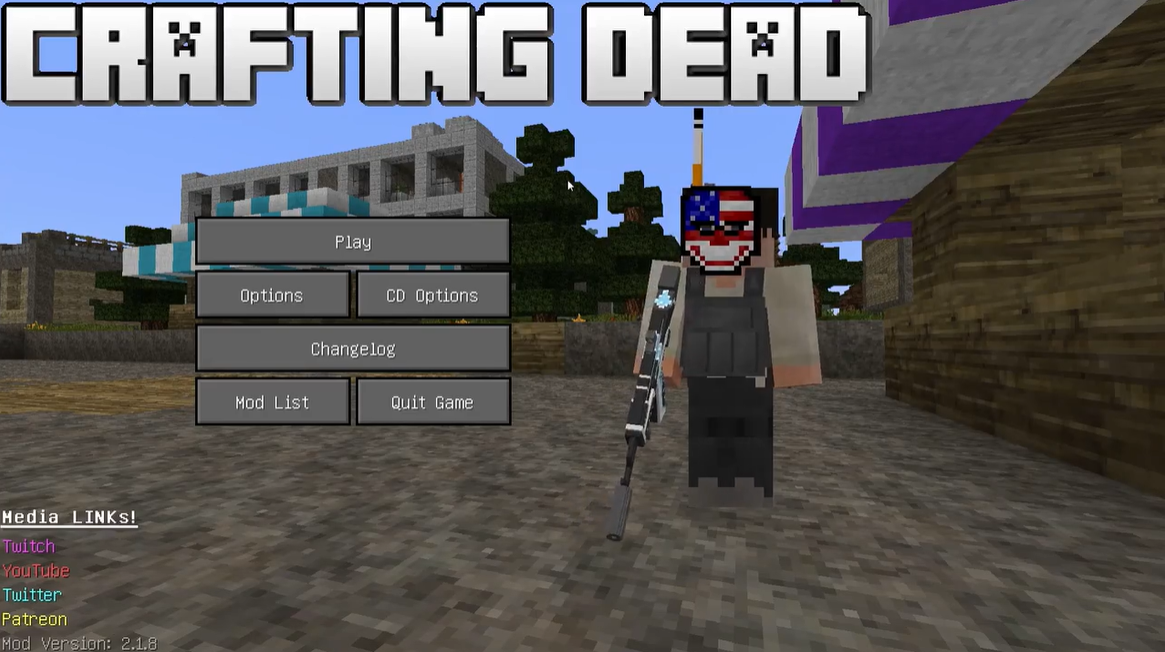 CRAFTING DEAD
Play
Options
CD Options
Changelog
Mod List
Quit Game
Media LINKs!
Twitch
YouTube
Twitter
Patreon
Mod Version: 2.1.8